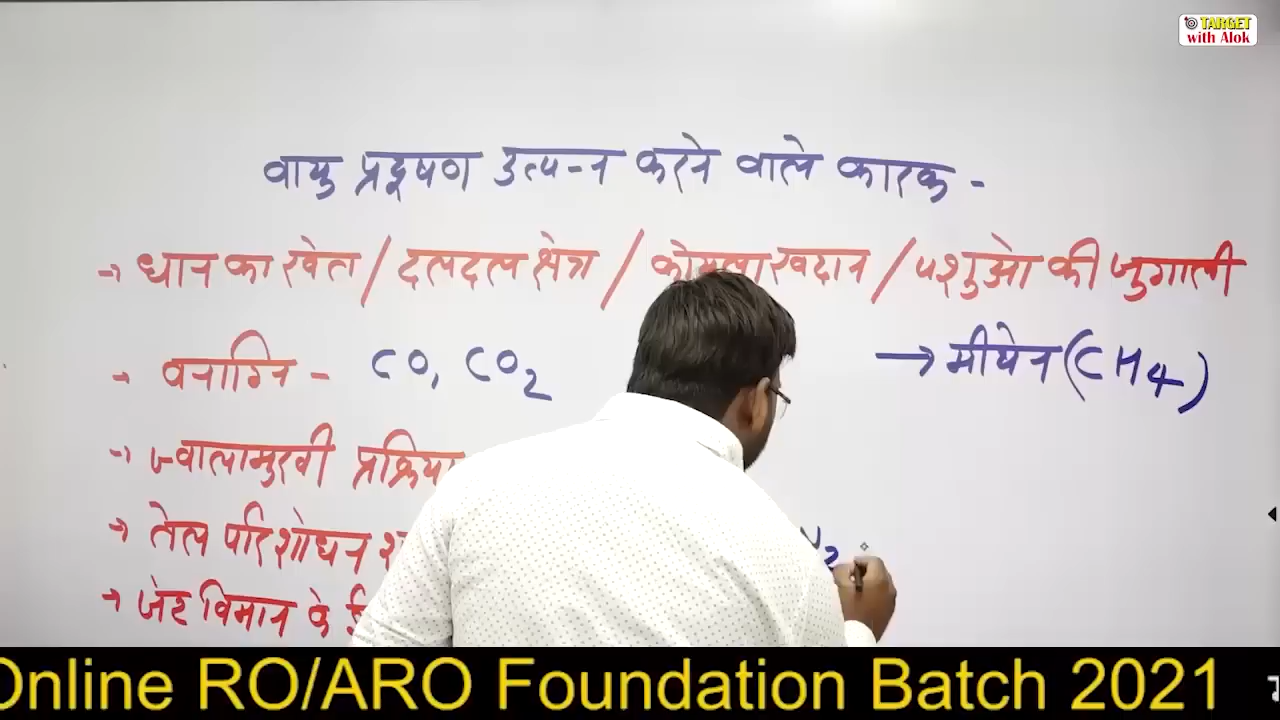 TARGET
with Alok
वायु प्रदूषण उत्पन्न करने वाले कारक -
→ धान का खेत / दलदल क्षेत्र / कोयला खदान / पशुओ की जुगाली
→ वनाग्नि - CO, CO2 → मीथेन (CH4)
→ ज्वालामुखी
→ तेल परिशोधन
→ जेट विमान के
Online RO/ARO Foundation Batch 2021